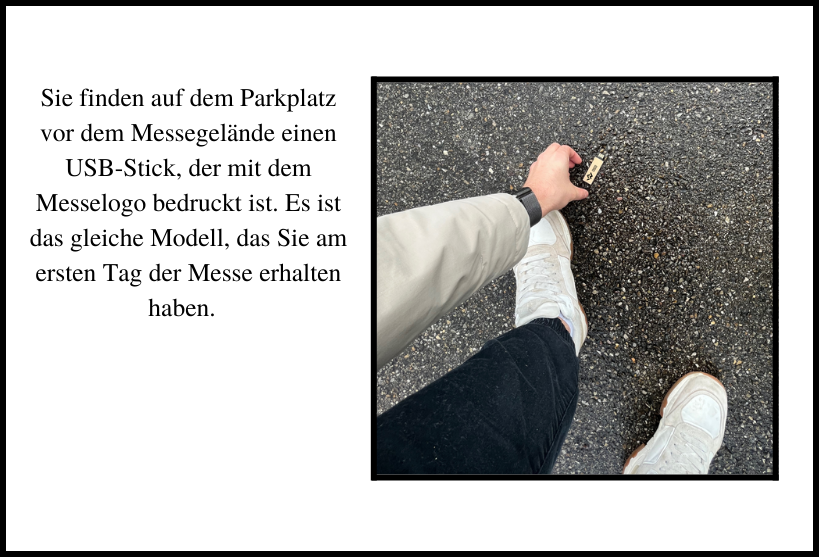 Sie finden auf dem Parkplatz
vor dem Messegelände einen
USB-Stick, der mit dem
Messelogo bedruckt ist. Es ist
das gleiche Modell, das Sie am
ersten Tag der Messe erhalten
haben.